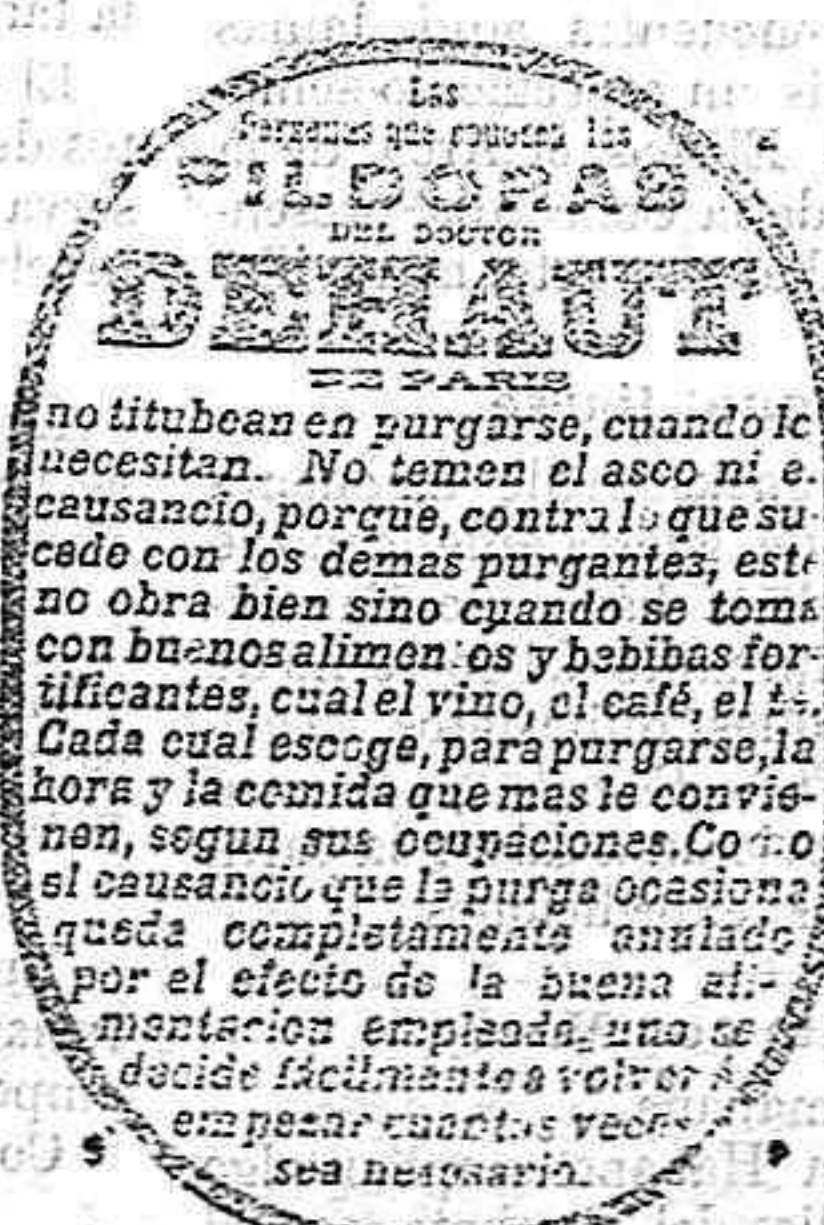 Las
Personas que conocen las
PILDORAS
DEL DOCTOR
DEHAUT
DE PARIS
no titubean en purgarse, cuando lo
necesitan. No temen el asco ni e.
causancio, porque, contra lo que su-
cede con los demas purgantes, este
no obra bien sino cuando se toma
con buenos alimentos y bebibas for-
tificantes, cual el vino, el café, el té.
Cada cual escoge, para purgarse, la
hora y la comida que mas le convie-
nen, segun sus ocupaciones. Como
el causancio que la purga ocasiona
queda completamente anulado
por el efecto de la buena ali-
mentacion empleada, uno se
decide fácilmente a volver á
empezar cuantas veces
sea necesario.